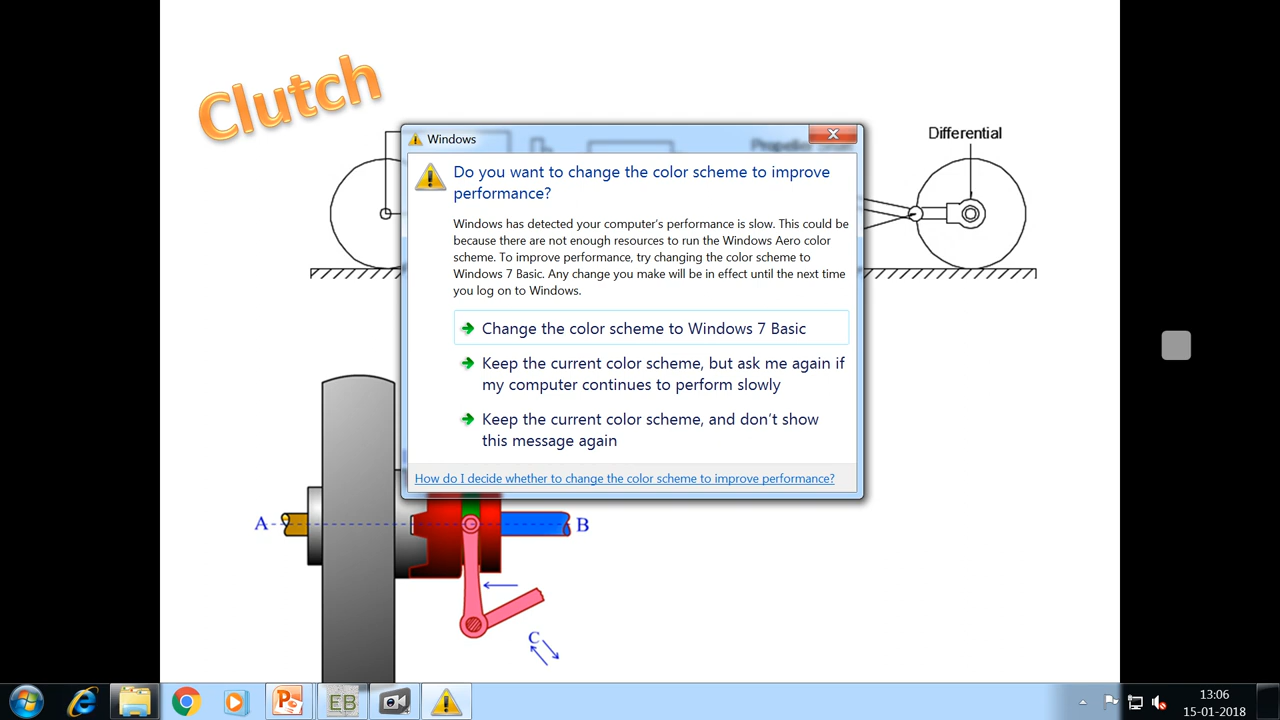 Clutch
Windows
Differential
Do you want to change the color scheme to improve
performance?
Windows has detected your computer's performance is slow. This could be
because there are not enough resources to run the Windows Aero color
scheme. To improve performance, try changing the color scheme to
Windows 7 Basic. Any change you make will be in effect until the next time
you log on to Windows.
Change the color scheme to Windows 7 Basic
Keep the current color scheme, but ask me again if
my computer continues to perform slowly
Keep the current color scheme, and don't show
this message again
How do I decide whether to change the color scheme to improve performance?
A
B
C
EB
13:06
15-01-2018